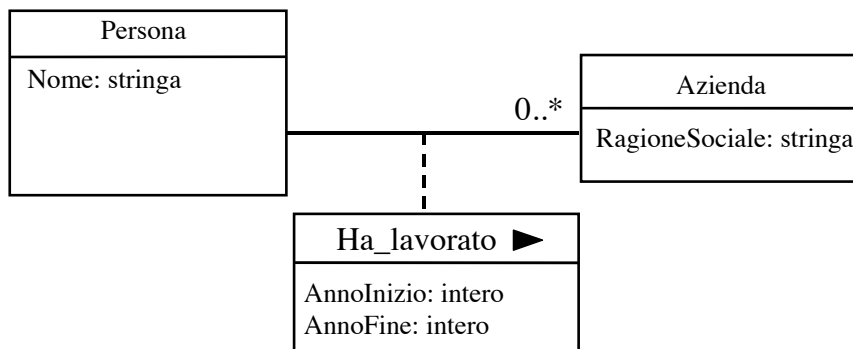 Persona
Nome: stringa
0..*
Azienda
RagioneSociale: stringa
Ha_lavorato
AnnoInizio: intero
AnnoFine: intero